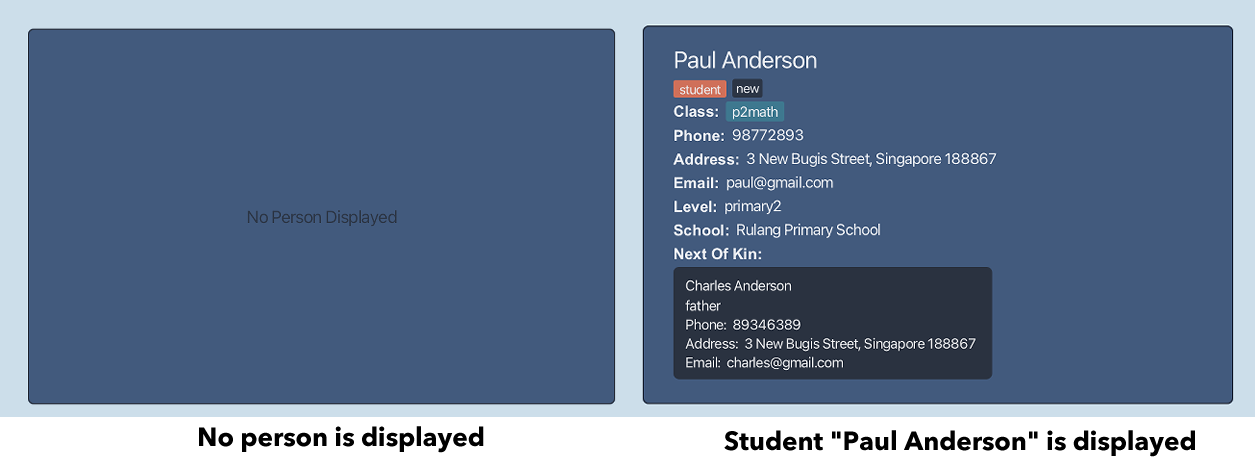 No Person Displayed
No person is displayed
Paul Anderson
student new
Class: p2math
Phone: 98772893
Address: 3 New Bugis Street, Singapore 188867
Email: paul@gmail.com
Level: primary2
School: Rulang Primary School
Next Of Kin:
Charles Anderson
father
Phone: 89346389
Address: 3 New Bugis Street, Singapore 188867
Email: charles@gmail.com
Student "Paul Anderson" is displayed